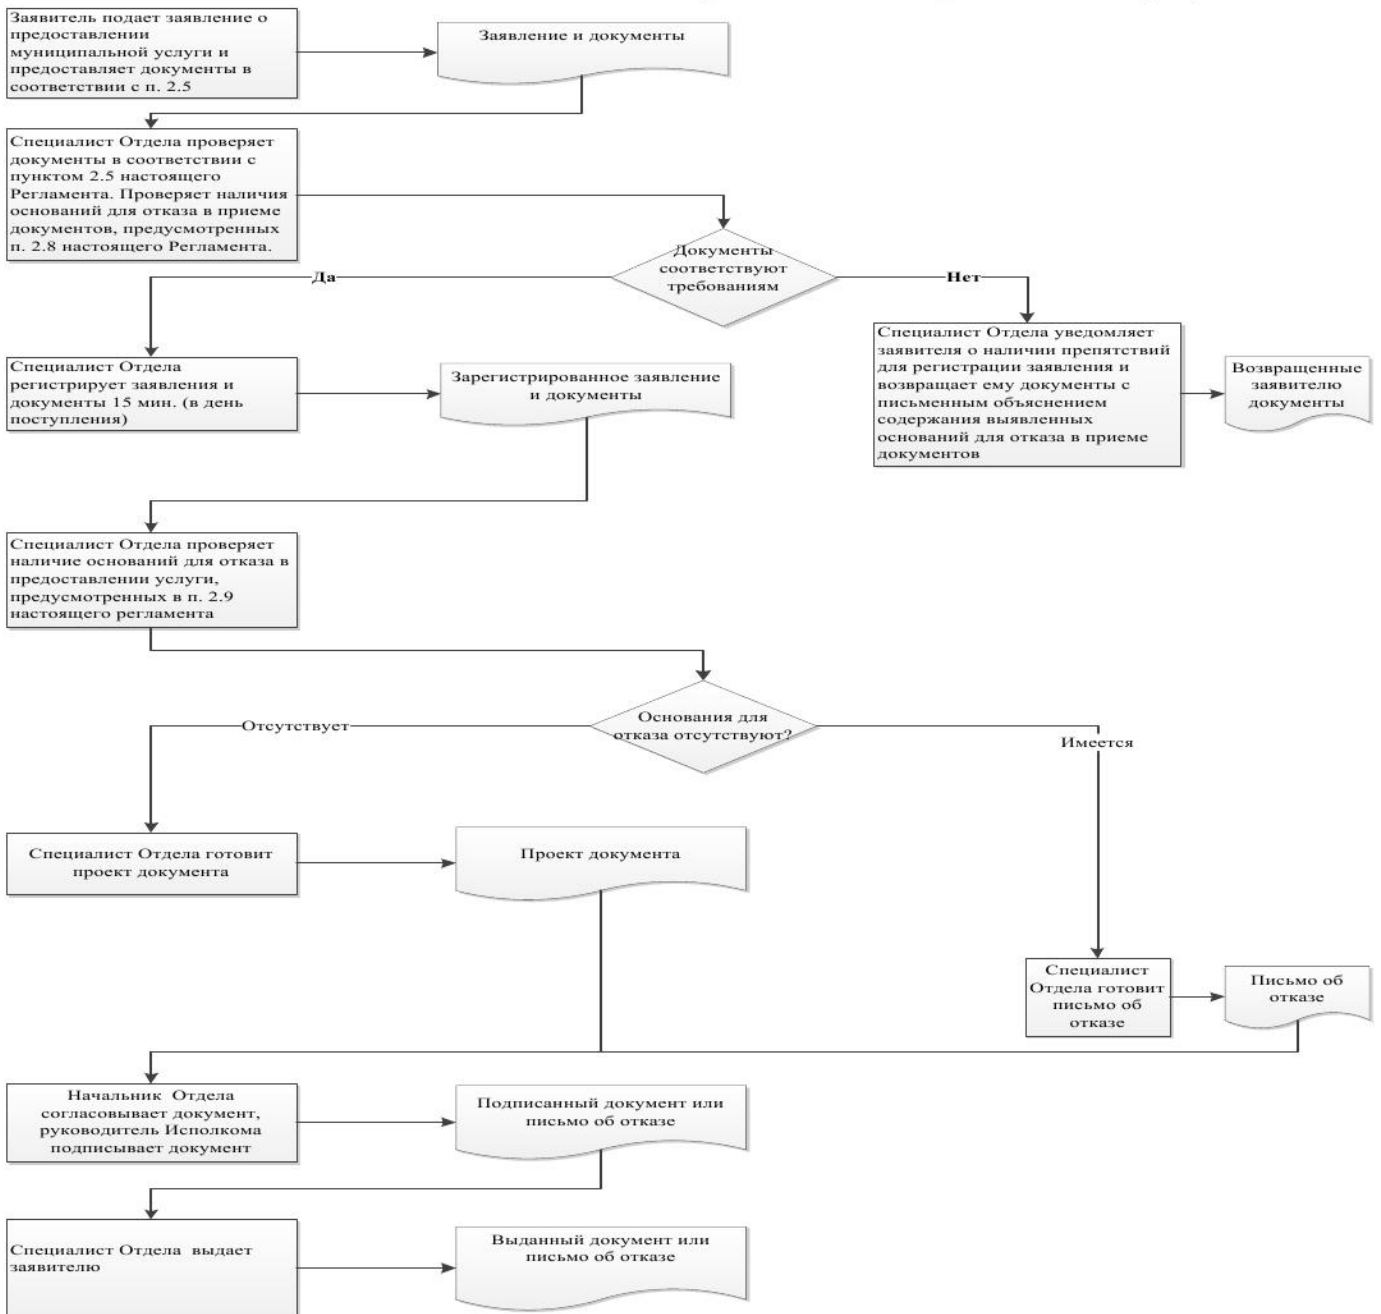 Заявитель подает заявление о
предоставлении
муниципальной услуги и
предоставляет документы в
соответствии с п. 2.5
Заявление и документы
Специалист Отдела проверяет
документы в соответствии с
пунктом 2.5 настоящего
Регламента. Проверяет наличия
оснований для отказа в приеме
документов, предусмотренных
п. 2.8 настоящего Регламента.
Документы
соответствуют
требованиям
Да
Нет
Специалист Отдела
регистрирует заявления и
документы 15 мин. (в день
поступления)
Зарегистрированное заявление
и документы
Специалист Отдела уведомляет
заявителя о наличии препятствий
для регистрации заявления и
возвращает ему документы с
письменным объяснением
содержания выявленных
оснований для отказа в приеме
документов
Возвращенные
заявителю
документы
Специалист Отдела проверяет
наличие оснований для отказа в
предоставлении услуги,
предусмотренных в п. 2.9
настоящего регламента
Основания для
отказа отсутствуют?
Отсутствует
Имеется
Специалист Отдела готовит
проект документа
Проект документа
Специалист
Отдела готовит
письмо об
отказе
Письмо об
отказе
Начальник Отдела
согласовывает документ,
руководитель Исполкома
подписывает документ
Подписанный документ или
письмо об отказе
Специалист Отдела выдает
заявителю
Выданный документ или
письмо об отказе